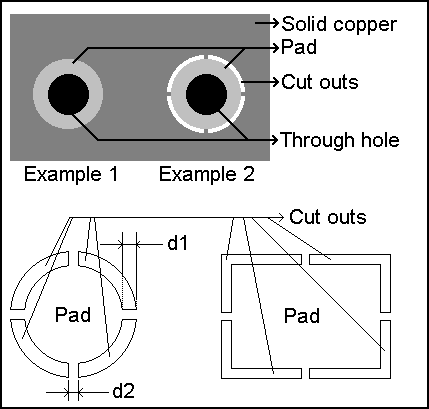 Solid copper
Pad
Cut outs
Through hole
Example 1
Example 2
Cut outs
d1
Pad
Pad
d2